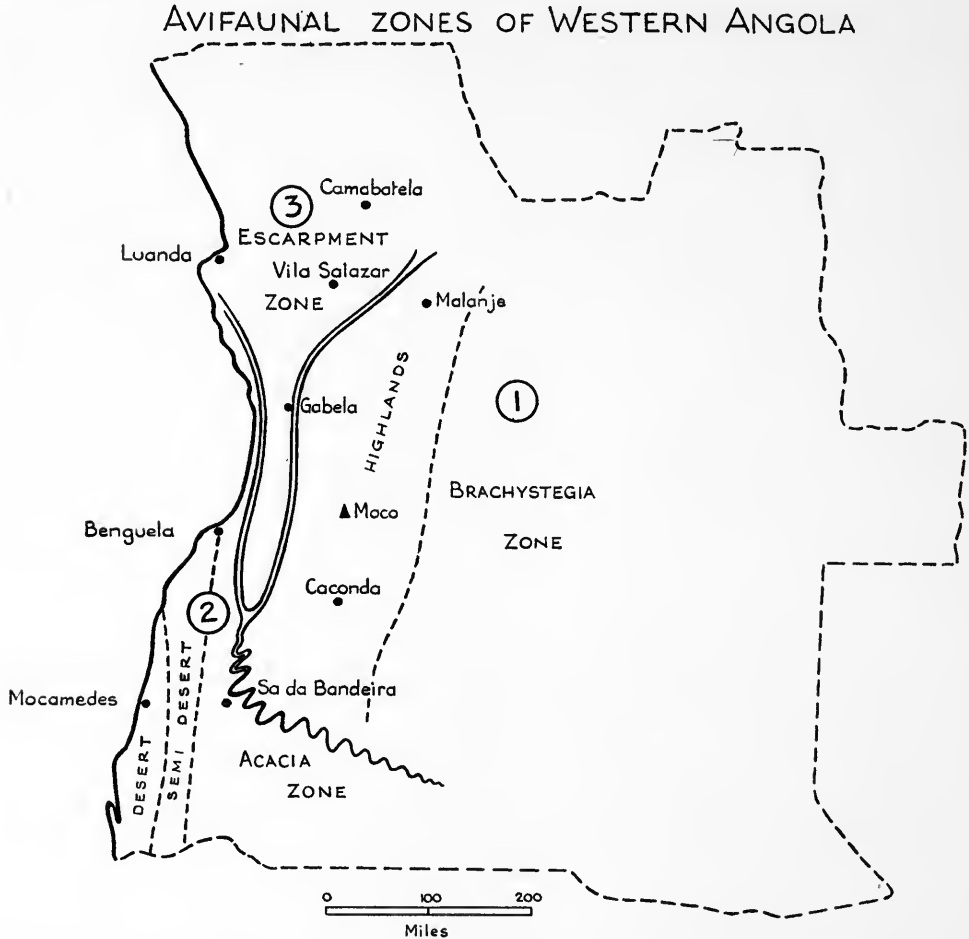 AVIFAUNAL ZONES OF WESTERN ANGOLA
3
Camabatela
ESCARPMENT
Luanda
Vila Salazar
ZONE
Malanje
HIGHLANDS
1
Gabela
BRACHYSTEGIA
Moco
ZONE
Benguela
Caconda
2
Mocamedes
DESERT
SEMI DESERT
Sa da Bandeira
ACACIA
ZONE
0 100 200
Miles